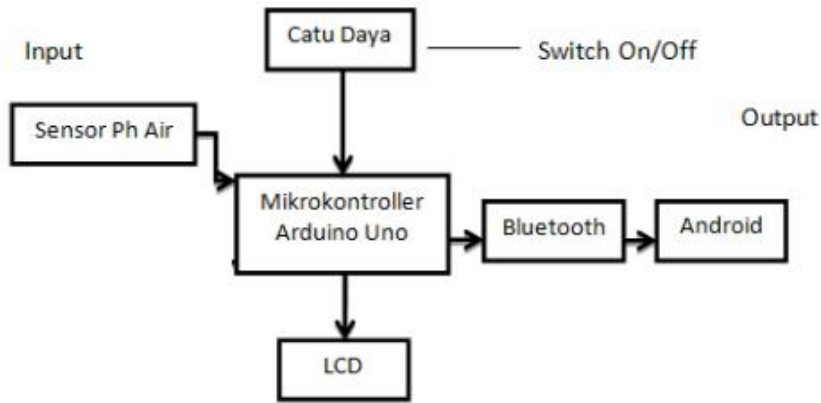 Catu Daya
Input
Switch On/Off
Sensor Ph Air
Output
Mikrokontroller
Arduino Uno
Bluetooth
Android
LCD